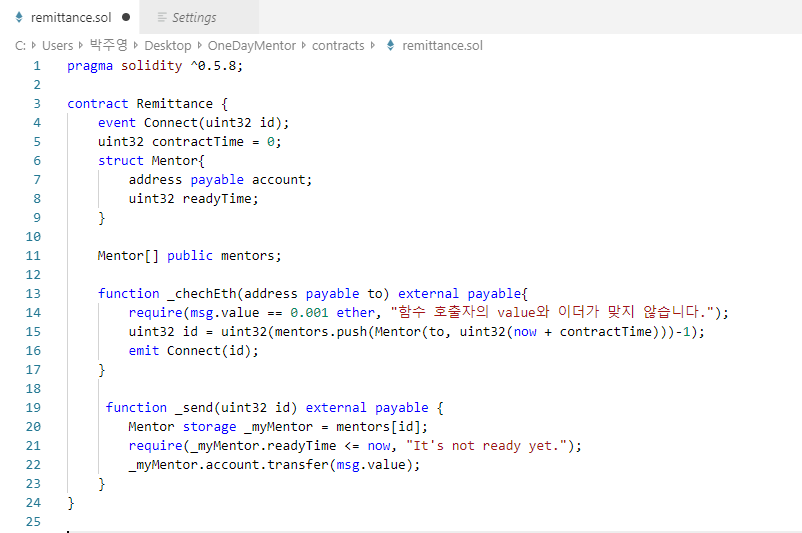 remittance.sol
Settings
C: Users 박주영 Desktop OneDayMentor contracts remittance.sol
1 pragma solidity ^0.5.8;
2
3 contract Remittance {
4 event Connect(uint32 id);
5 uint32 contractTime = 0;
6 struct Mentor{
7 address payable account;
8 uint32 readyTime;
9 }
10
11 Mentor[] public mentors;
12
13 function _chechEth(address payable to) external payable{
14 require(msg.value == 0.001 ether, "함수 호출자의 value와 이더가 맞지 않습니다.");
15 uint32 id = uint32(mentors.push(Mentor(to, uint32(now + contractTime)))-1);
16 emit Connect(id);
17 }
18
19 function _send(uint32 id) external payable {
20 Mentor storage _myMentor = mentors[id];
21 require(_myMentor.readyTime <= now, "It's not ready yet.");
22 _myMentor.account.transfer(msg.value);
23 }
24 }
25